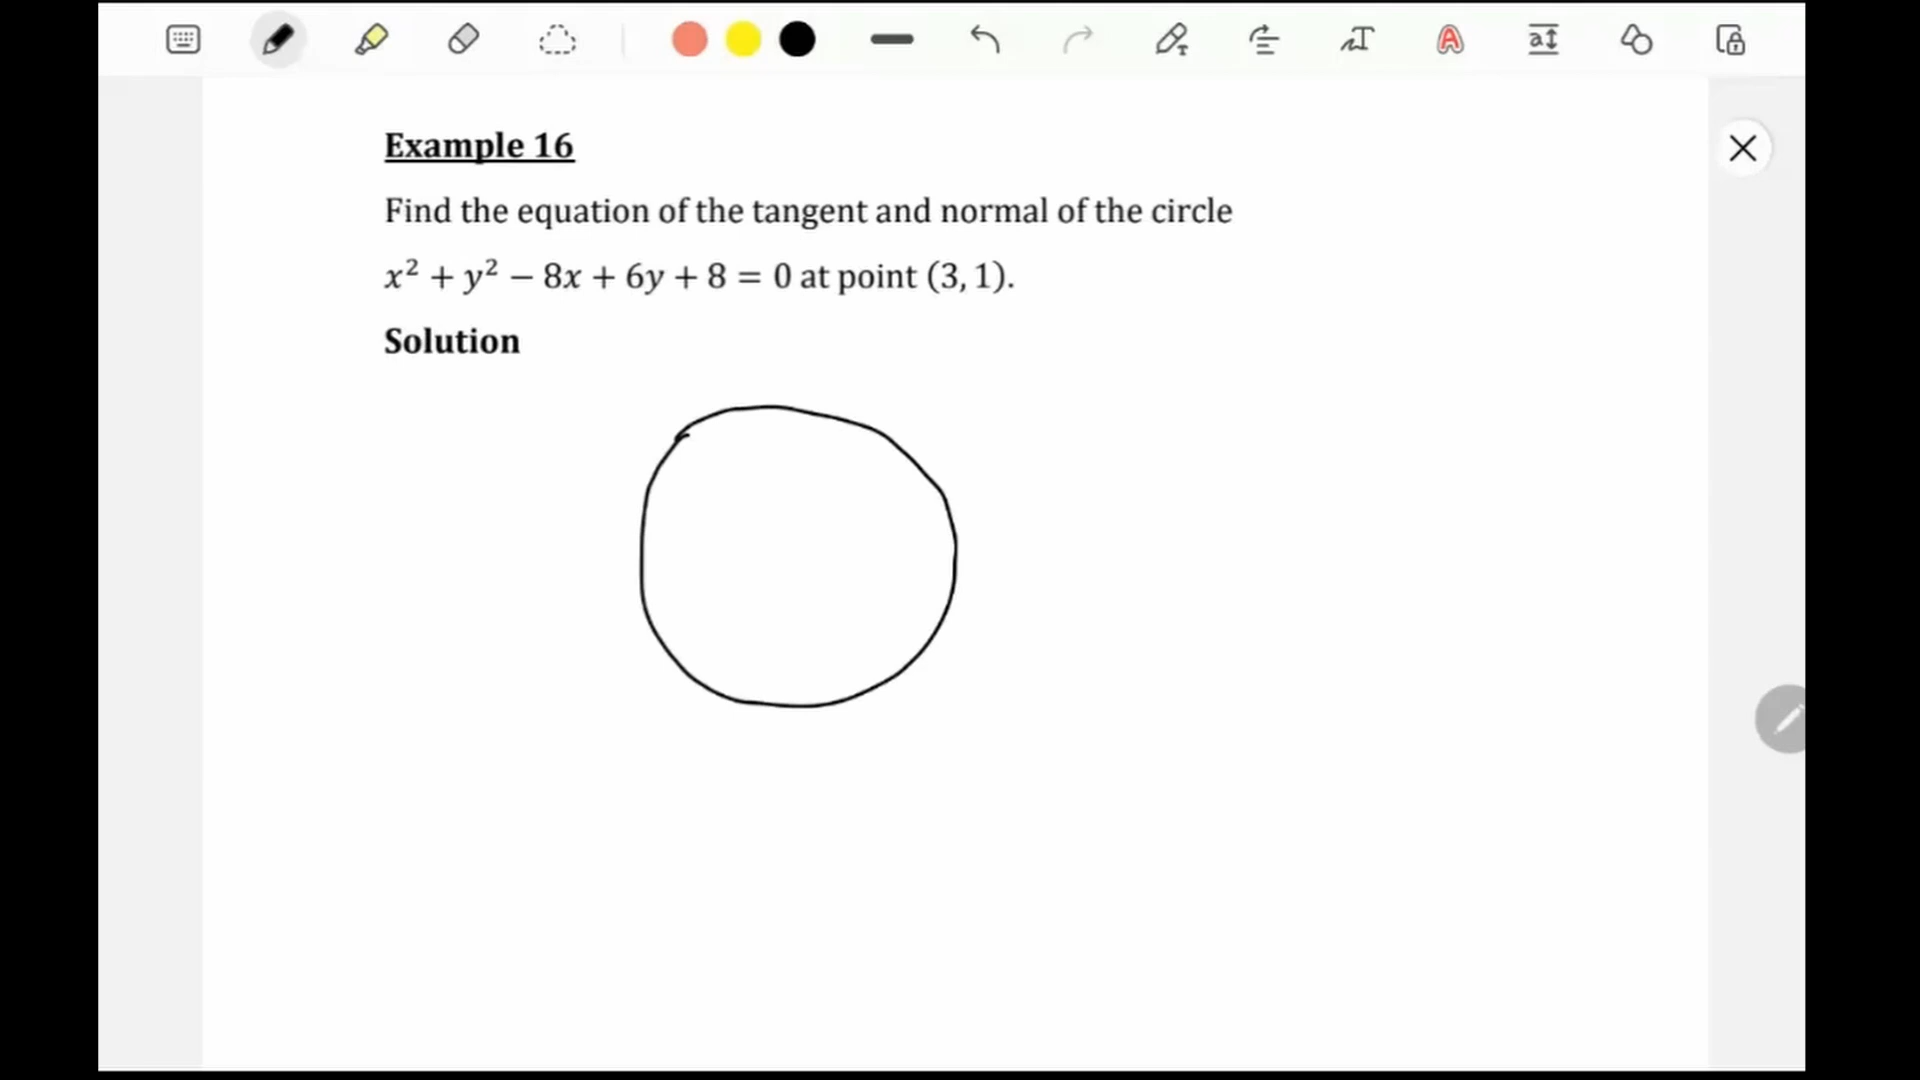 Example 16
Find the equation of the tangent and normal of the circle
x² + y² − 8x + 6y + 8 = 0 at point (3, 1).
Solution